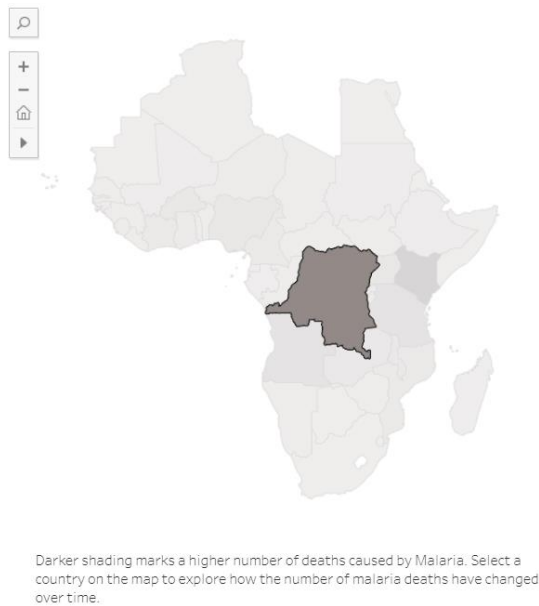 Darker shading marks a higher number of deaths caused by Malaria. Select a
country on the map to explore how the number of malaria deaths have changed
over time.